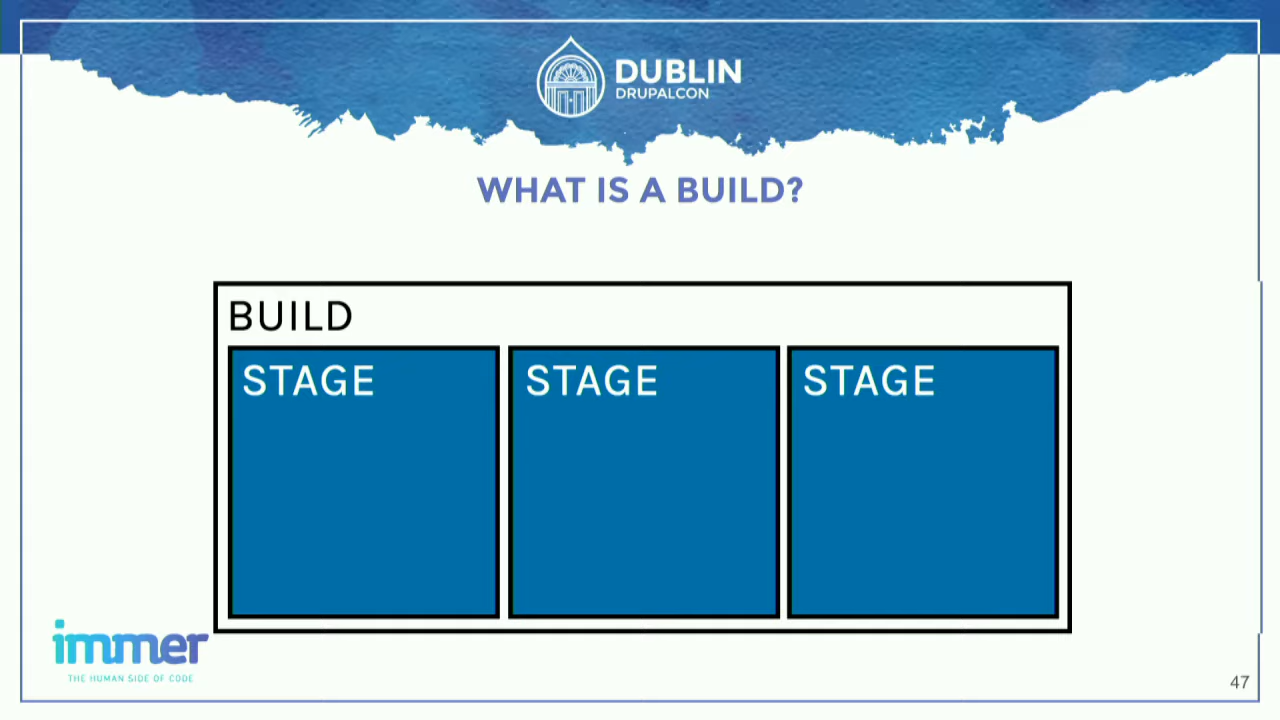 DUBLIN
DRUPALCON
WHAT IS A BUILD?
BUILD
STAGE STAGE STAGE
immer
THE HUMAN SIDE OF CODE
47